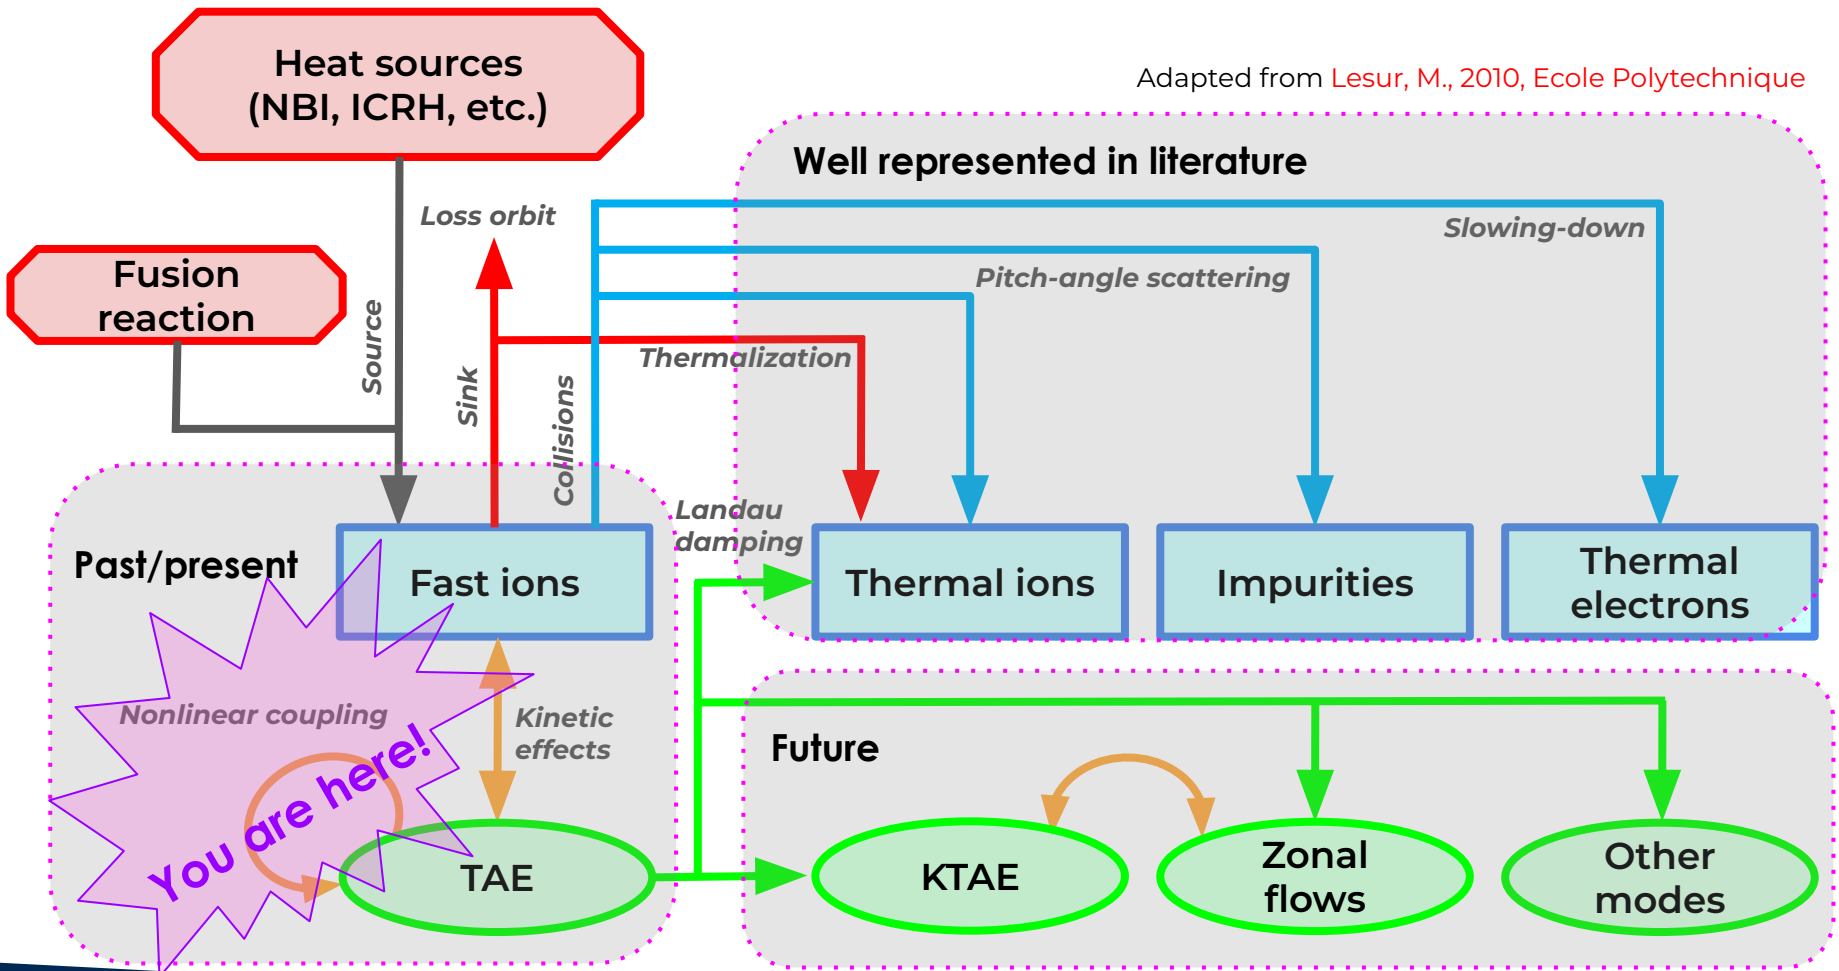 Heat sources
(NBI, ICRH, etc.)
Adapted from Lesur, M., 2010, Ecole Polytechnique
Well represented in literature
Loss orbit
Slowing-down
Fusion
reaction
Pitch-angle scattering
Source
Sink
Collisions
Thermalization
Landau
damping
Past/present
Fast ions
Thermal ions
Impurities
Thermal
electrons
Nonlinear coupling
Kinetic
effects
You are here!
Future
TAE
KTAE
Zonal
flows
Other
modes